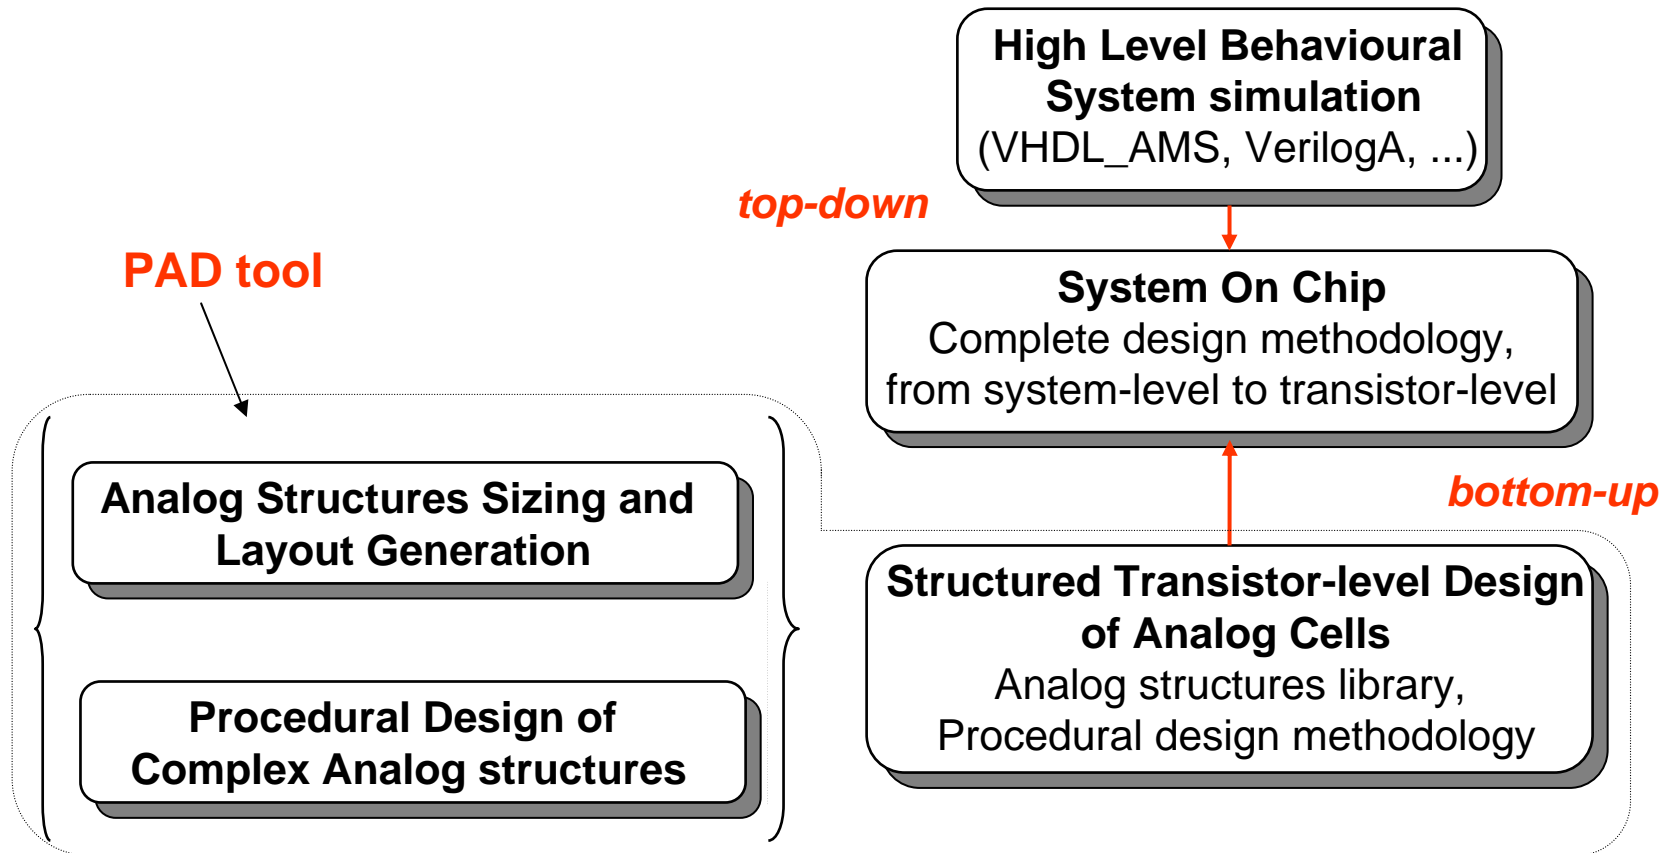 High Level Behavioural
System simulation
(VHDL_AMS, VerilogA, ...)
top-down
PAD tool
System On Chip
Complete design methodology,
from system-level to transistor-level
Analog Structures Sizing and
Layout Generation
bottom-up
Structured Transistor-level Design
of Analog Cells
Analog structures library,
Procedural design methodology
Procedural Design of
Complex Analog structures